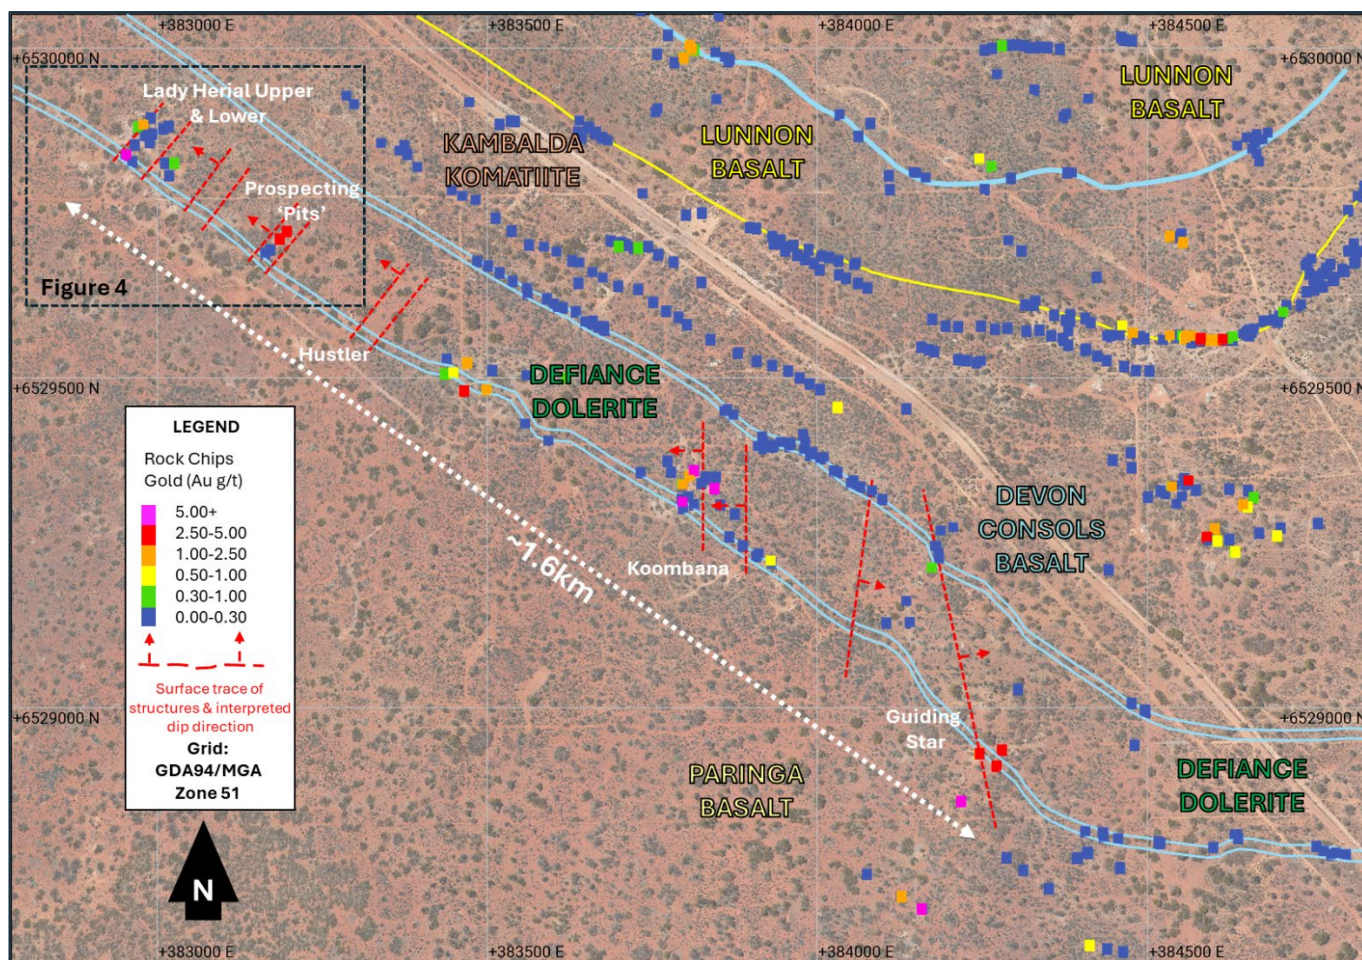 +383000 E
+383500 E
+384000 E
+384500 E
+6530000 N
+6530000 N
Lady Herial Upper
& Lower
KAMBALDA
KOMATIITE
LUNNON
BASALT
LUNNON
BASALT
Prospecting
‘Pits’
Figure 4
Hustler
+6529500 N
+6529500 N
DEFIANCE
DOLERITE
LEGEND
Rock Chips
Gold (Au g/t)
5.00+
2.50-5.00
1.00-2.50
0.50-1.00
0.30-1.00
0.00-0.30
Surface trace of
structures & interpreted
dip direction
Grid:
GDA94/MGA
Zone 51
~1.6km
Koombana
DEVON
CONSOLS
BASALT
+6529000 N
+6529000 N
Guiding
Star
PARINGA
BASALT
DEFIANCE
DOLERITE
N
+383000 E
+383500 E
+384000 E
+384500 E